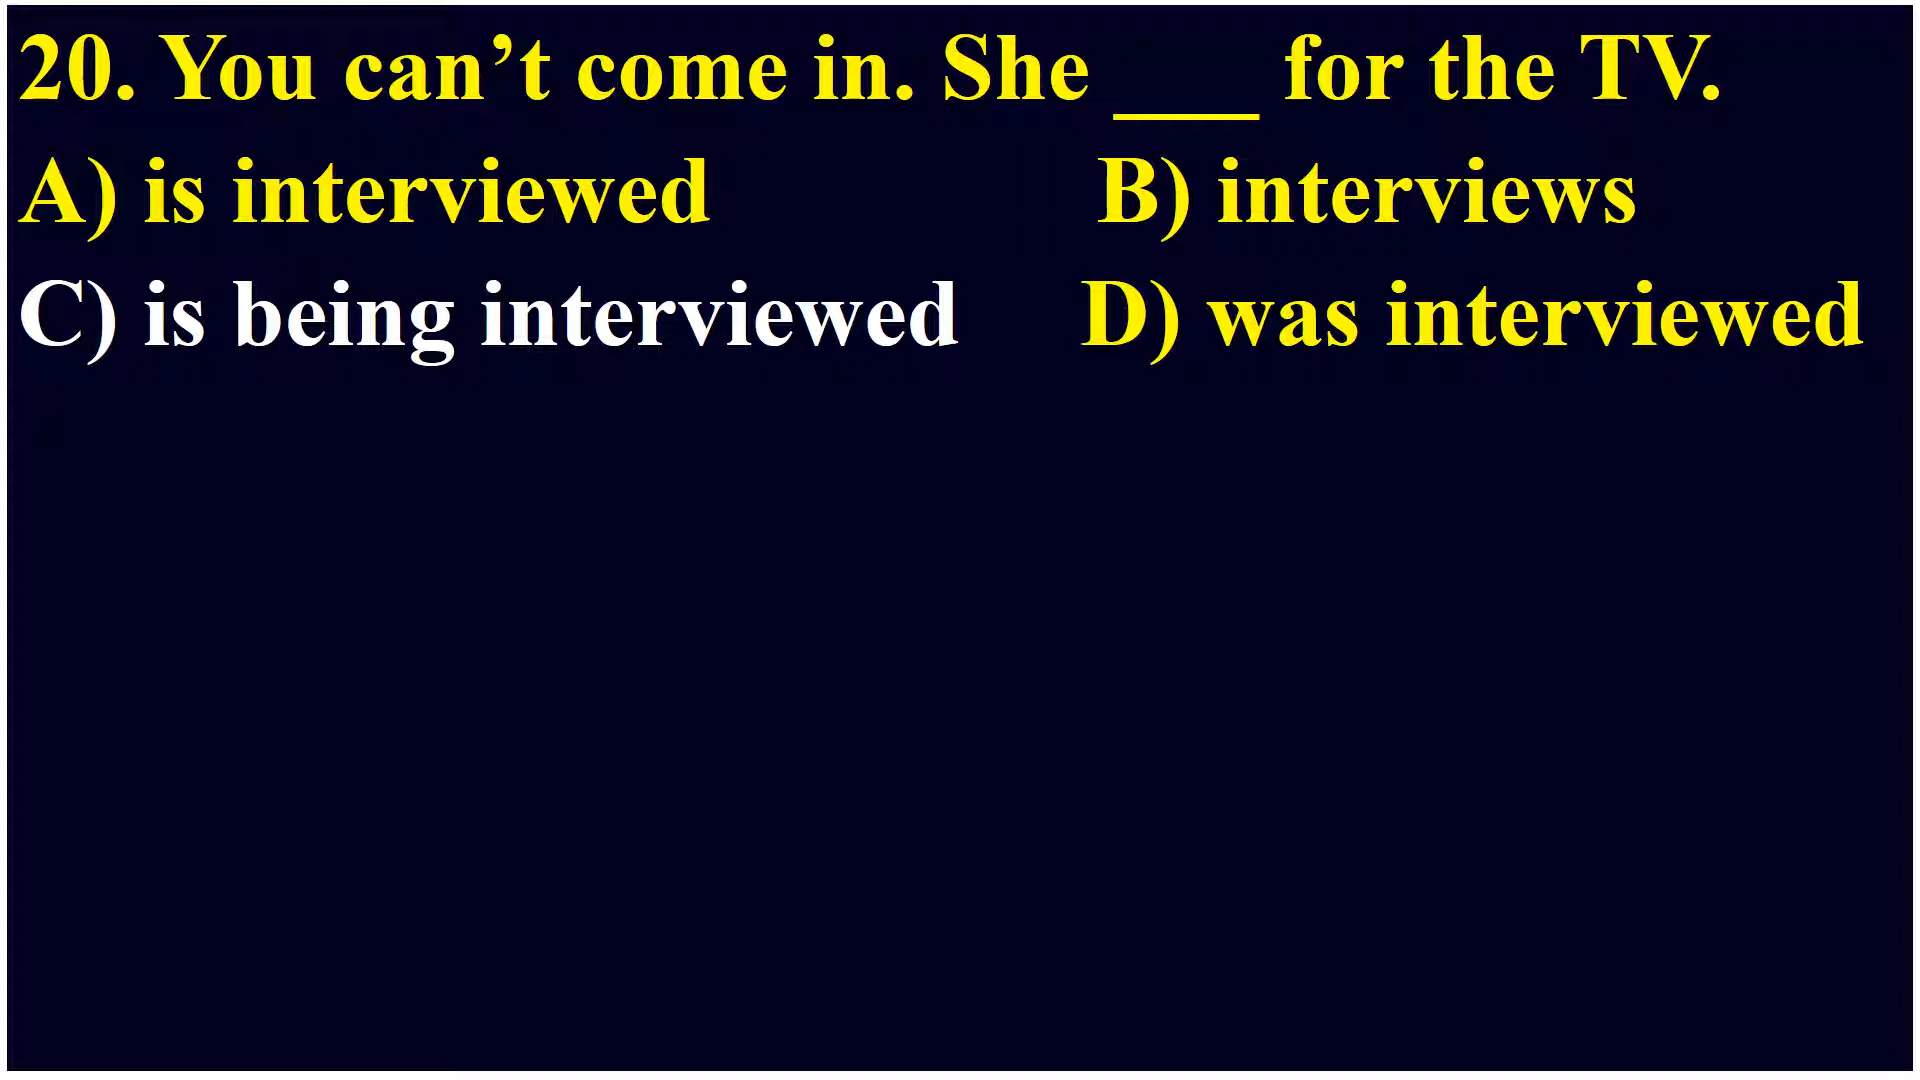 20. You can’t come in. She ___ for the TV.
A) is interviewed B) interviews
C) is being interviewed D) was interviewed